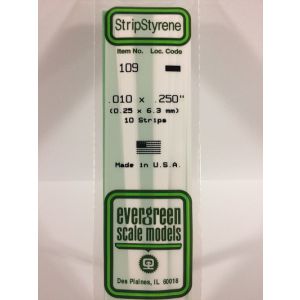 StripStyrene
Item No. Loc. Code
109
.010 x .250"
(0.25 x 6.3 mm)
10 Strips
Made in U.S.A.
evergreen
scale models
Des Plaines, IL 60018